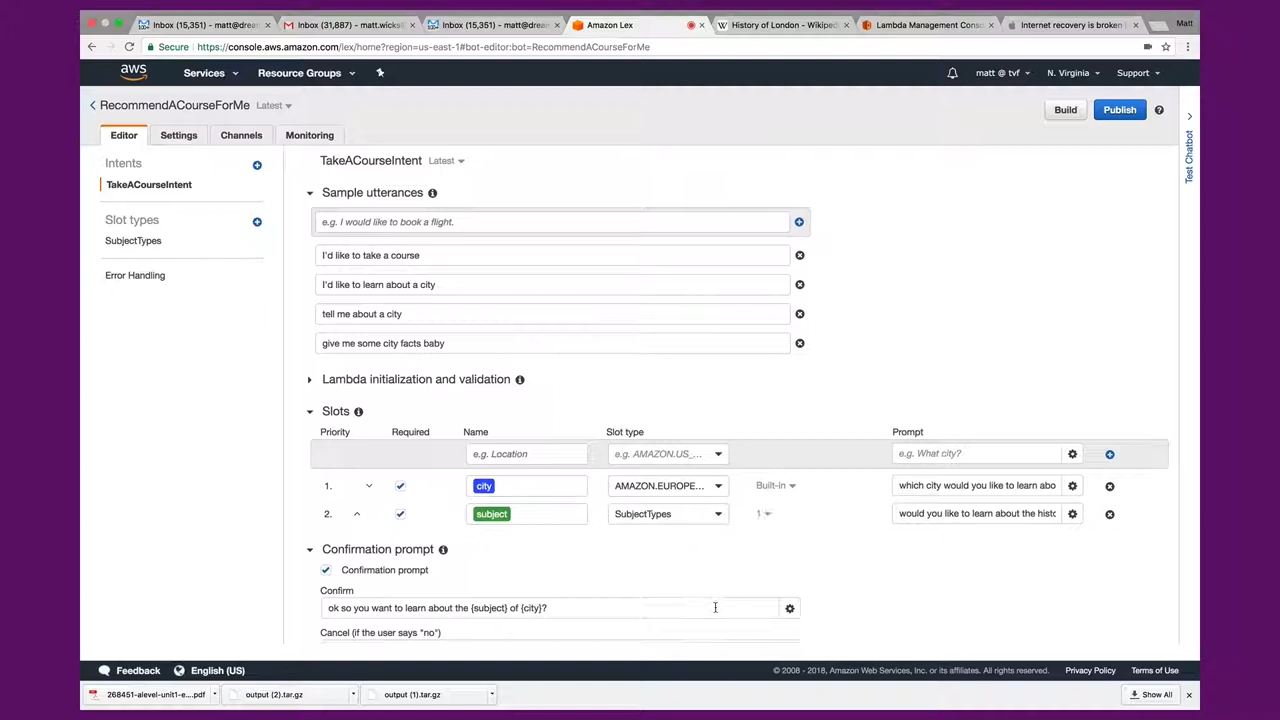 Inbox (15,351) - matt@dream
Inbox (31,887) - matt.wicks@
Inbox (15,351) - matt@dream
Amazon Lex
History of London - Wikiped
Lambda Management Conso
Internet recovery is broken
Matt
Secure
https://console.aws.amazon.com/lex/home?region=us-east-1#bot-editor:bot=RecommendACourseForMe
aws
Services
Resource Groups
matt @ tvf
N. Virginia
Support
RecommendACourseForMe
Latest
Build
Publish
Editor
Settings
Channels
Monitoring
Test Chatbot
Intents
TakeACourseIntent
Slot types
SubjectTypes
Error Handling
TakeACourseIntent
Latest
Sample utterances
e.g. I would like to book a flight.
I'd like to take a course
I'd like to learn about a city
tell me about a city
give me some city facts baby
Lambda initialization and validation
Slots
Priority Required Name Slot type Prompt
e.g. Location e.g. AMAZON.US_... e.g. What city?
1. city AMAZON.EUROPE... Built-in which city would you like to learn abo
2. subject SubjectTypes 1 would you like to learn about the histo
Confirmation prompt
Confirmation prompt
Confirm
ok so you want to learn about the {subject} of {city}?
Cancel (if the user says "no")
Feedback
English (US)
© 2008 - 2018, Amazon Web Services, Inc. or its affiliates. All rights reserved.
Privacy Policy
Terms of Use
268451-alevel-unit1-e....pdf
output (2).tar.gz
output (1).tar.gz
Show All